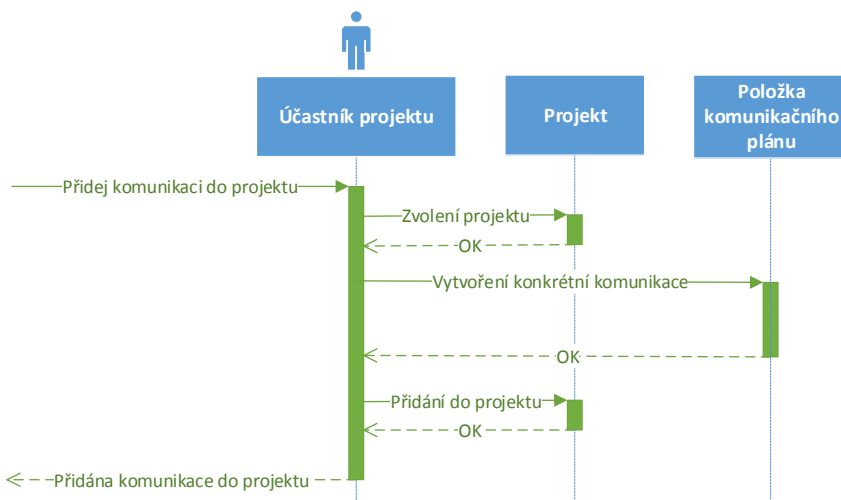 Účastník projektu
Projekt
Položka
komunikačního
plánu
Přidej komunikaci do projektu
Zvolení projektu
OK
Vytvoření konkrétní komunikace
OK
Přidání do projektu
OK
Přidána komunikace do projektu